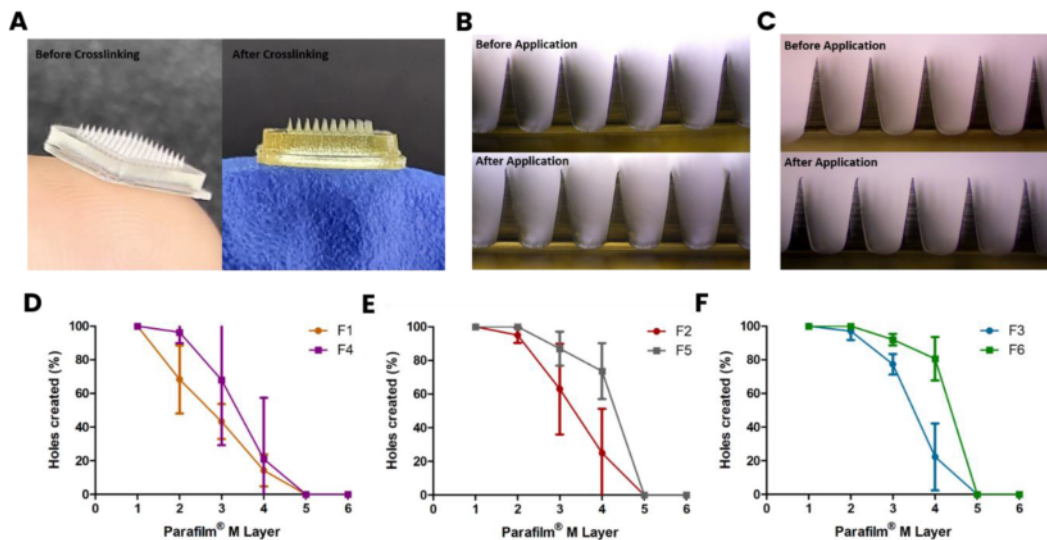 A
B
C
Before Crosslinking
After Crosslinking
Before Application
After Application
Before Application
After Application
D
E
F
Holes created (%)
100
80
60
40
20
0
0 1 2 3 4 5 6
Parafilm® M Layer
F1
F4
Holes created (%)
100
80
60
40
20
0
0 1 2 3 4 5 6
Parafilm® M Layer
F2
F5
Holes created (%)
100
80
60
40
20
0
0 1 2 3 4 5 6
Parafilm® M Layer
F3
F6